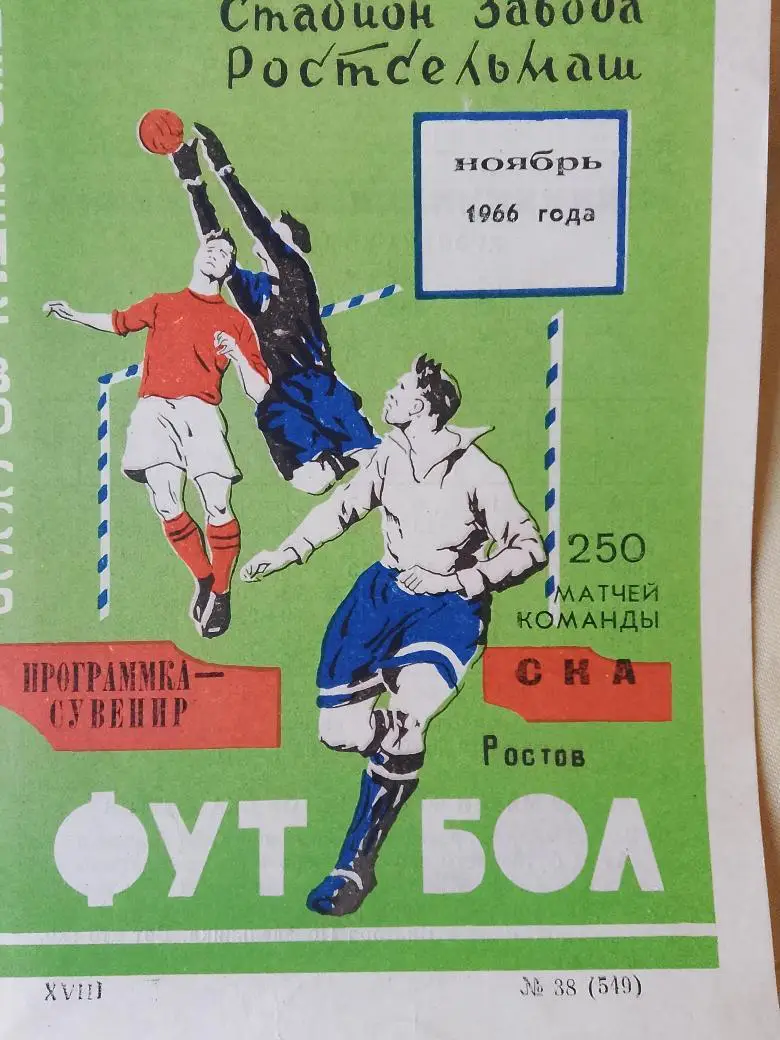 Стадион Завода
Ростсельмаш
ноябрь
1966 года
250
МАТЧЕЙ
КОМАНДЫ
СКА
Ростов
ПРОГРАММКА—
СУВЕНИР
ФУТБОЛ
XVIII
№ 38 (549)